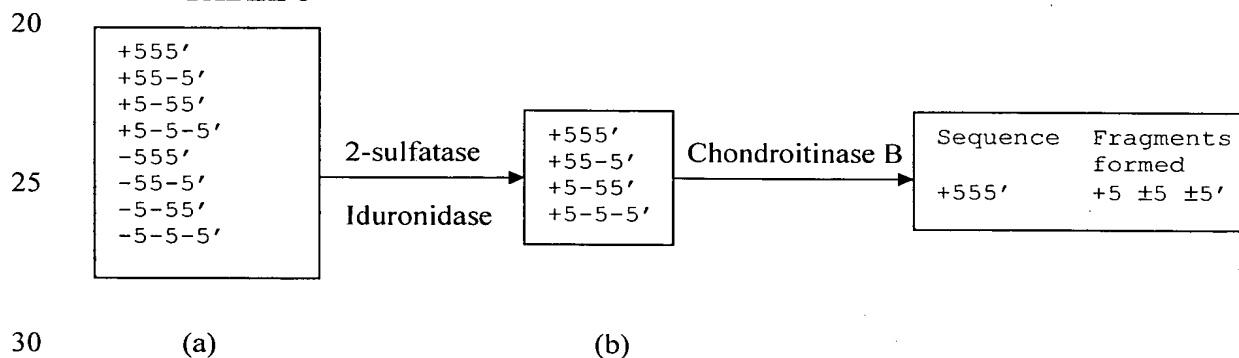 20
+555′
+55-5′
+5-55′
+5-5-5′
-555′
-55-5′
-5-55′
-5-5-5′
2-sulfatase
Iduronidase
+555′
+55-5′
+5-55′
+5-5-5′
Chondroitinase B
Sequence Fragments
formed
+555′ +5 ±5 ±5′
25
30 (a) (b)